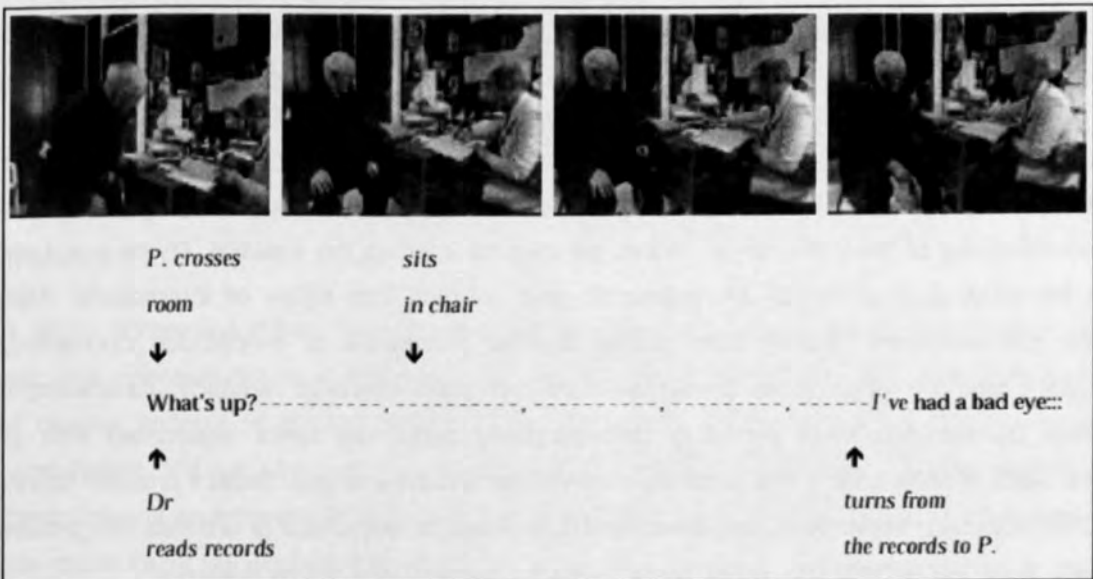 P. crosses sits
room in chair
↓ ↓
What's up?--------------------,--------------------,--------------------,--------------------,------------I've had a bad eye:::
↑ ↑
Dr turns from
reads records the records to P.